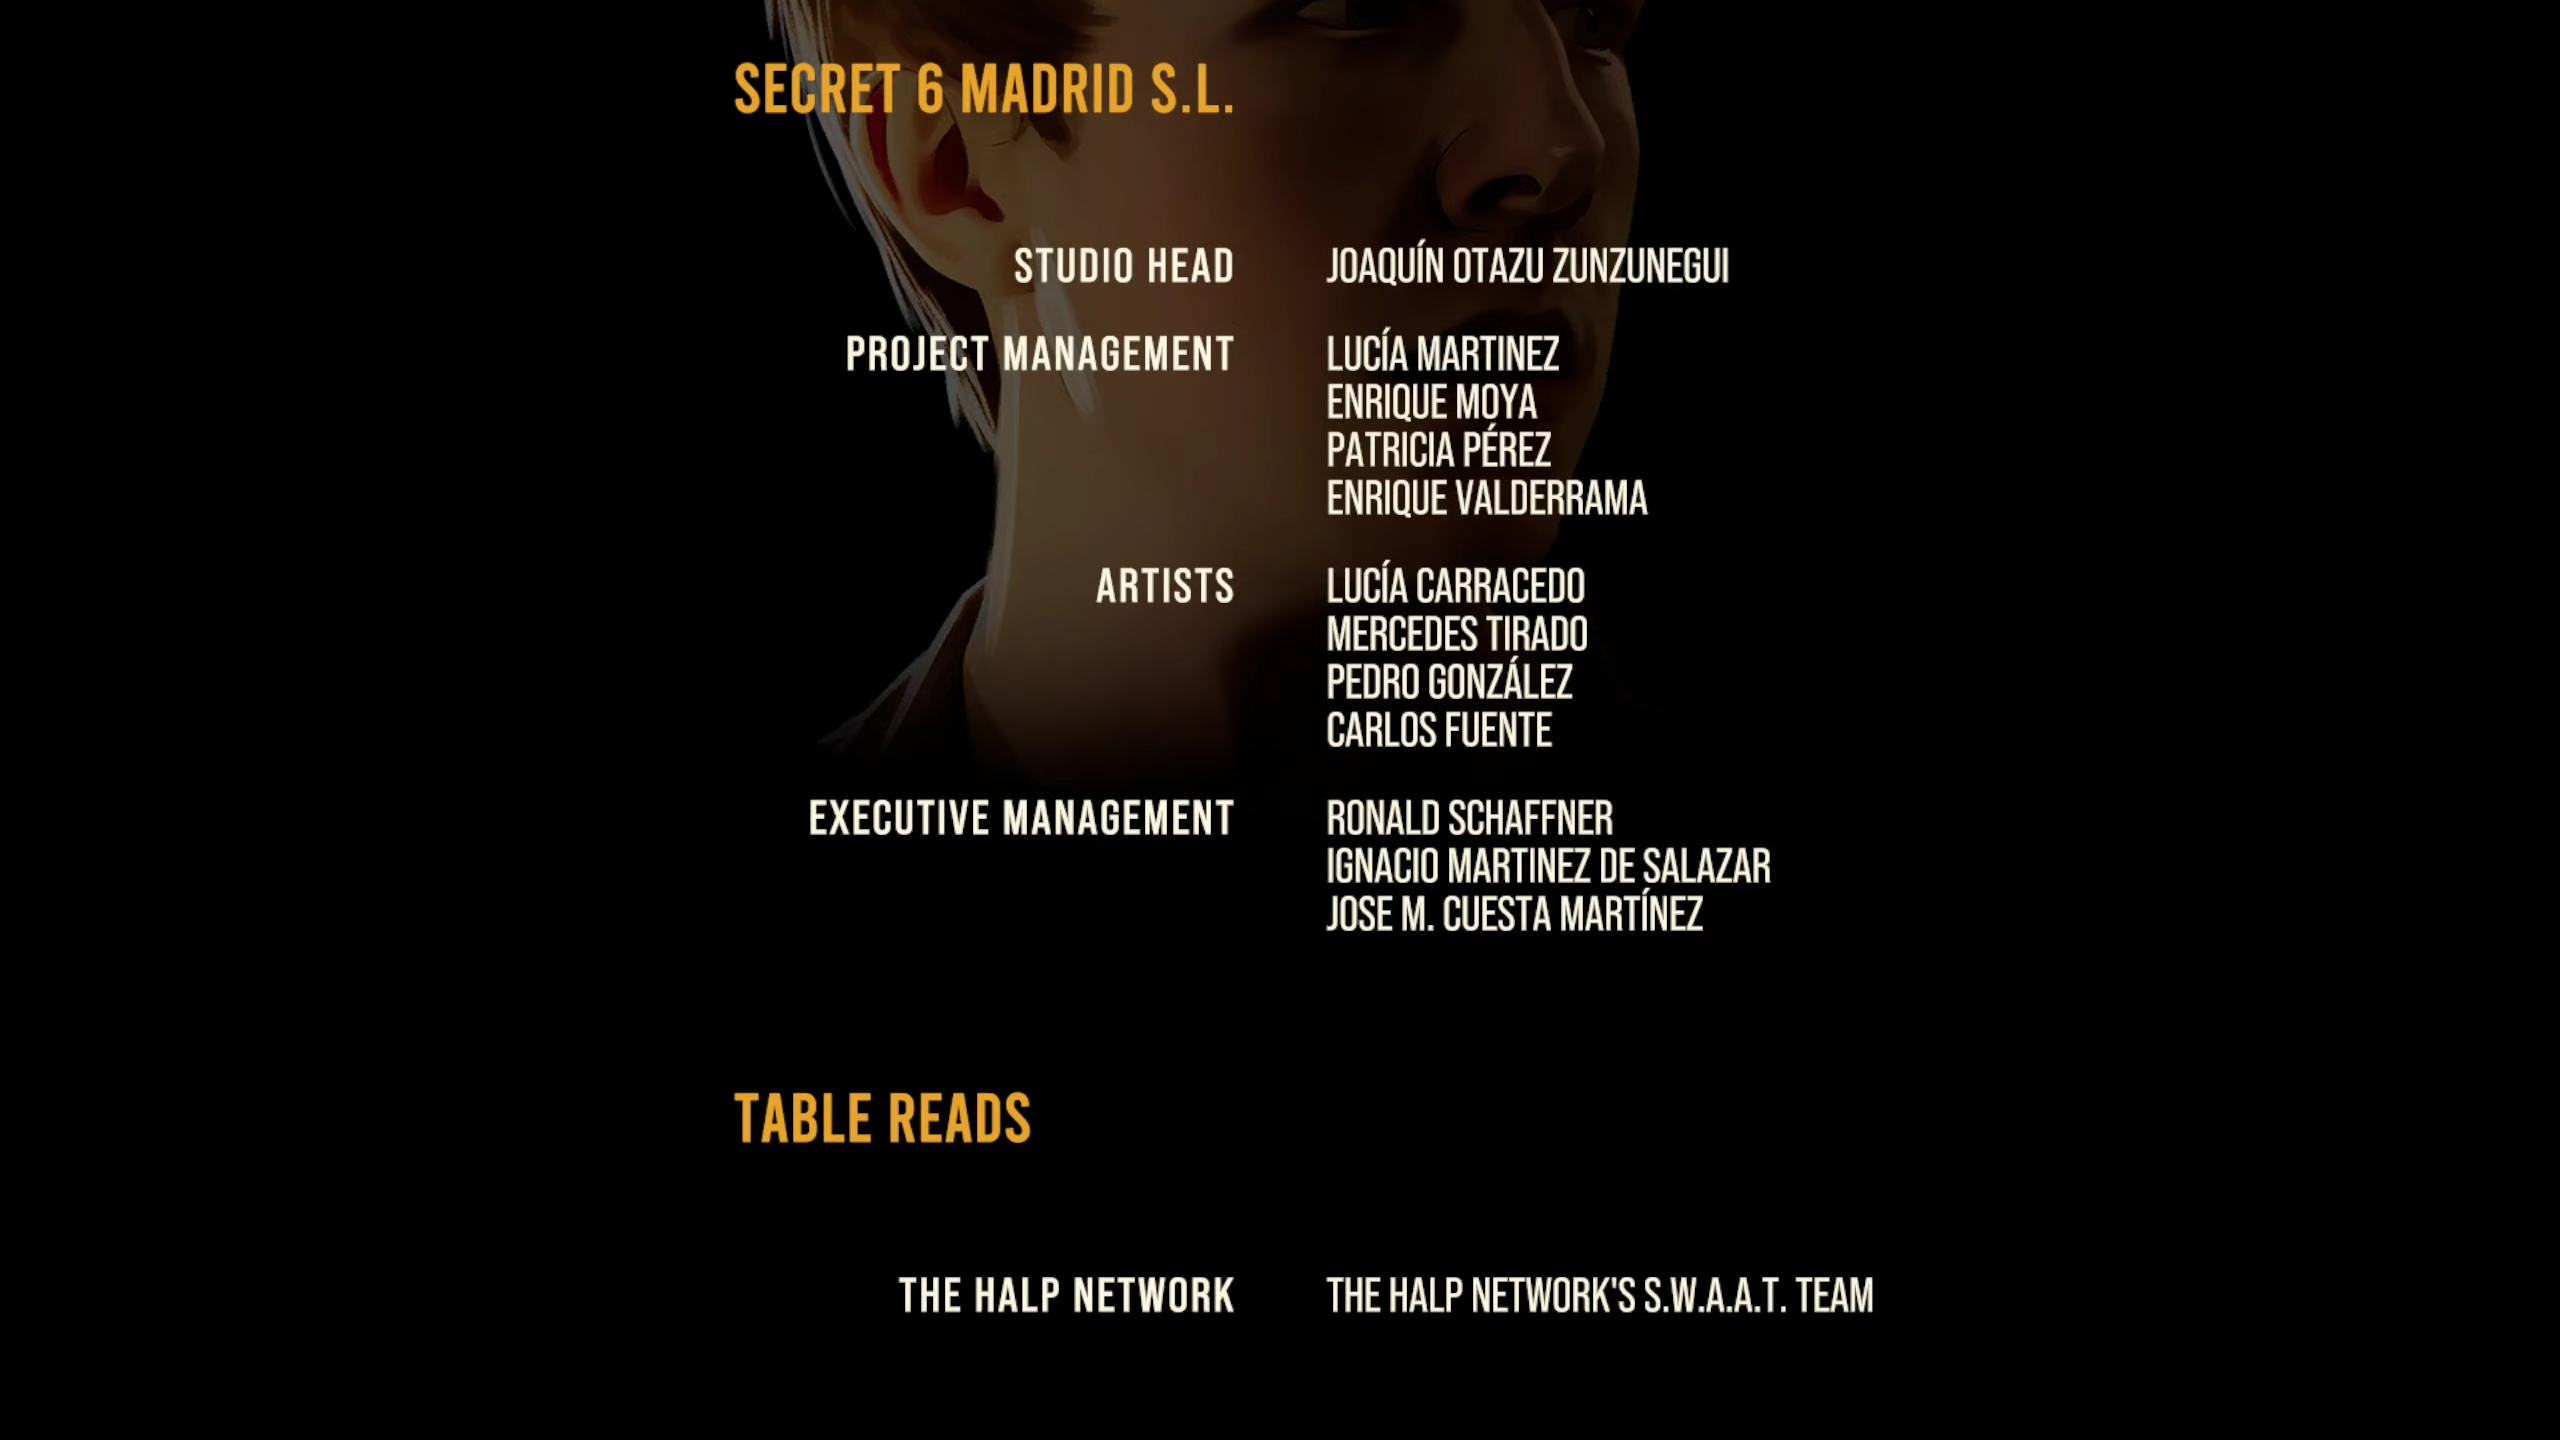 SECRET 6 MADRID S.L.
STUDIO HEAD JOAQUÍN OTAZU ZUNZUNEGUI
PROJECT MANAGEMENT LUCÍA MARTINEZ
ENRIQUE MOYA
PATRICIA PÉREZ
ENRIQUE VALDERRAMA
ARTISTS LUCÍA CARRACEDO
MERCEDES TIRADO
PEDRO GONZÁLEZ
CARLOS FUENTE
EXECUTIVE MANAGEMENT RONALD SCHAFFNER
IGNACIO MARTINEZ DE SALAZAR
JOSE M. CUESTA MARTÍNEZ
TABLE READS
THE HALP NETWORK THE HALP NETWORK'S S.W.A.A.T. TEAM